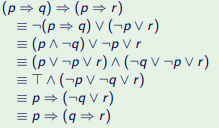 (p ⇒ q) ⇒ (p ⇒ r)
≡ ¬(p ⇒ q) ∨ (¬p ∨ r)
≡ (p ∧ ¬q) ∨ ¬p ∨ r
≡ (p ∨ ¬p ∨ r) ∧ (¬q ∨ ¬p ∨ r)
≡ ⊤ ∧ (¬p ∨ ¬q ∨ r)
≡ p ⇒ (¬q ∨ r)
≡ p ⇒ (q ⇒ r)